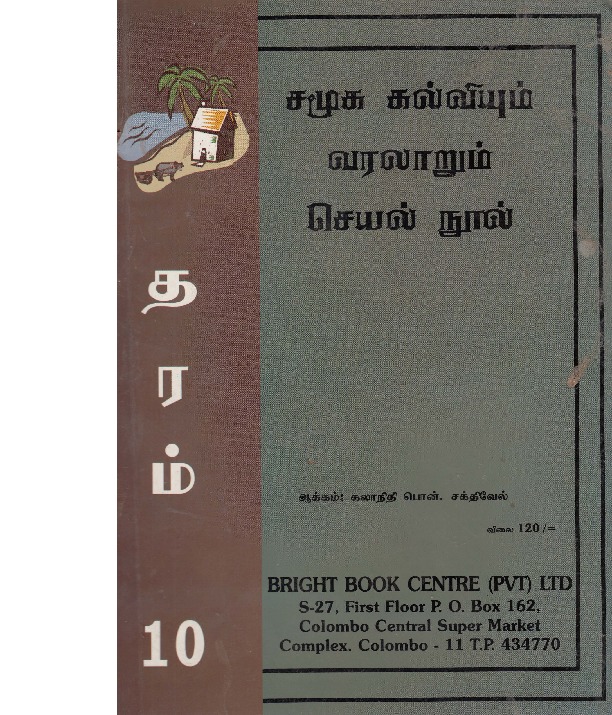 சமூக கல்வியும்
வரலாறும்
செயல் நூல்
தரம்
10
ஆக்கம்: கலாநிதி பொன். சக்திவேல்
விலை 120/=
BRIGHT BOOK CENTRE (PVT) LTD
S-27, First Floor P. O. Box 162,
Colombo Central Super Market
Complex. Colombo - 11 T.P. 434770